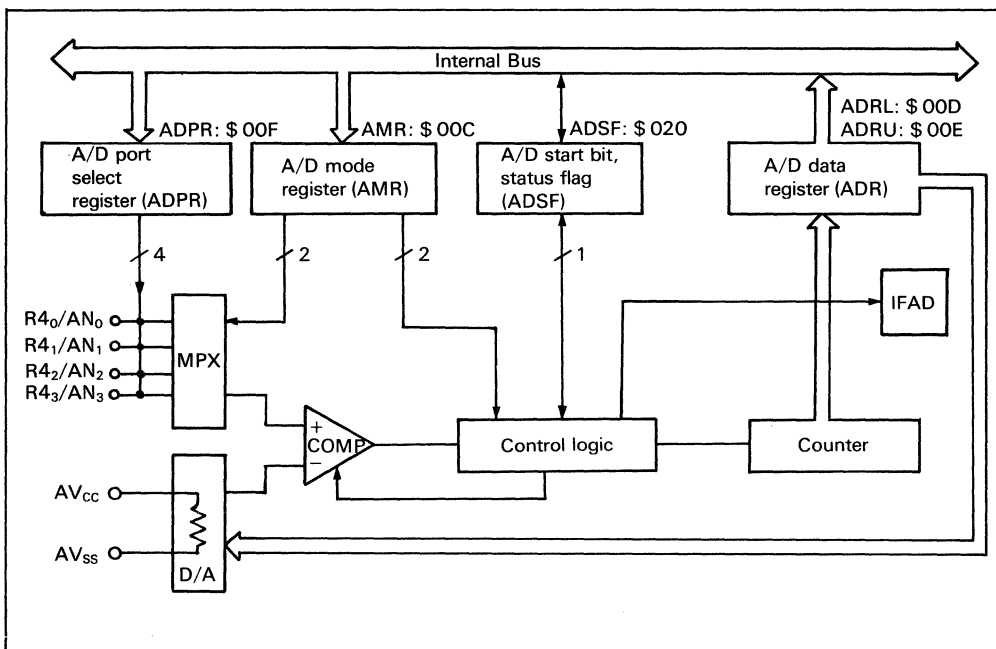 Internal Bus
ADPR: $00F
AMR: $00C
ADSF: $020
ADRL: $00D
ADRU: $00E
A/D port
select
register (ADPR)
A/D mode
register (AMR)
A/D start bit,
status flag
(ADSF)
A/D data
register (ADR)
4
2
2
1
IFAD
R4₀/AN₀
R4₁/AN₁
R4₂/AN₂
R4₃/AN₃
MPX
+
COMP
−
Control logic
Counter
AVCC
AVSS
D/A